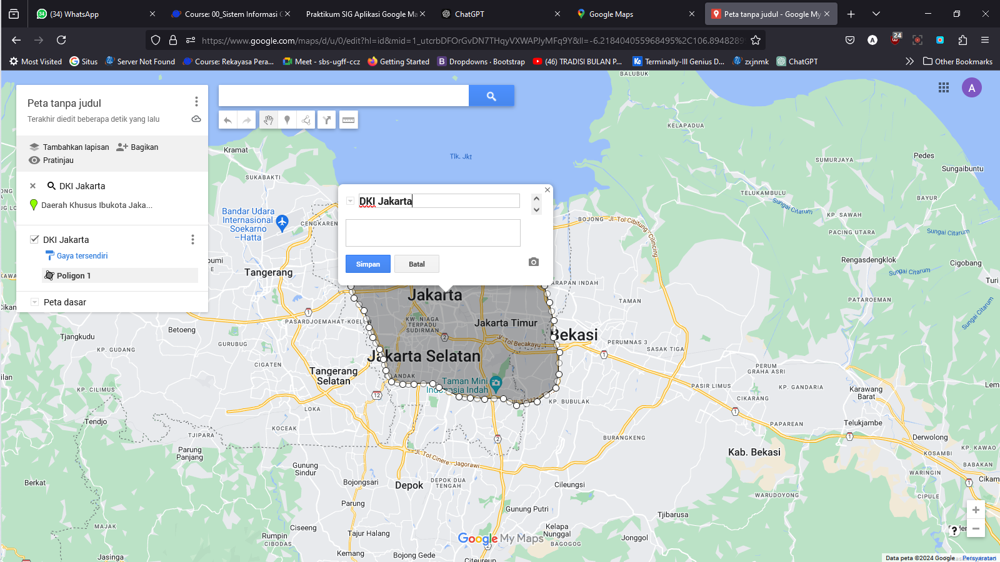 (34) WhatsApp
Course: 00_Sistem Informasi G
Praktikum SIG Aplikasi Google Ma
ChatGPT
Google Maps
Peta tanpa judul - Google My
https://www.google.com/maps/d/u/0/edit?hl=id&mid=1_utcrbDFOrGvDN7THqyVXWAPJyMFq9Y&ll=-6.218404055968495%2C106.8948289
24
Most Visited
Situs
Server Not Found
Course: Rekayasa Pera...
Meet - sbs-ugff-ccz
Getting Started
Dropdowns · Bootstrap
(46) TRADISI BULAN P...
Terminally-Ill Genius D...
zxjnmk
ChatGPT
Other Bookmarks
Peta tanpa judul
Terakhir diedit beberapa detik yang lalu
Tambahkan lapisan
Bagikan
Pratinjau
DKI Jakarta
Daerah Khusus Ibukota Jaka...
DKI Jakarta
Gaya tersendiri
Poligon 1
Peta dasar
A
DKI Jakarta
Simpan
Batal
BALUBUK
KELAPADUA
Kramat
Tlk. Jkt
Pedes
SUMURJAYA
Sungaibuntu
SUKABAKTI
TELUKAMBULU
BAYUR
Sungai Citarum
Bandar Udara
Internasional
Soekarno
–Hatta
CENGKAREN
BOJONG
Jl Tol Cibitung-Cilincing
KP. SAWAH
PACING UTARA
Sungai Citarum
Rengasdengklok
Cigobang
Sungai Citarum
Turi
Tangerang
ARAPAN INDAH
Jakarta
TAMAN
PATAROEMAN
Cikan
Sungai Citarum
PASARDJOEMAHAT-KOELON
KW. NIAGA
TERPADU
SUDIRMAN
Jakarta Timur
Betoeng
Tjangkudu
Bekasi
Jl. Tol Becakayu
PERUMNAS 3
SASAK TIGA
GURUBUG
KP. GUDANG
Jakarta Selatan
CIGATEN
PERUM
GRAHA ASRI
Tangerang
Selatan
LANDAK
Taman Mini
Indonesia Indah
ilan
KP. CILIMUS
PASIR LIMUS
KP. GANDARIA
Karawang
Barat
Lem
CIKARANG
KP. BUBULAK
LOKA
Tendjo
KOCEAK
PAPAREN
Telukjambe
TJIPARA
BURANGKENG
Derwolong
Parung
Panjang
Kab. Bekasi
KP. KAWAO
KOSAMBI
Jl.-Tol Cinere - Jagorawi
Gunung
Sindur
BABAKAN
WARINGIN
Berkat
Bojongsari
Depok
DEPOK DUA
TENGAH
Cileungsi
Cikam
WARUDOYONG
CIPULE
Parung
Gunung Putri
Tjibarusa
MAJAK
Ciseeng
Rumpin
CIBODAS
Tajur Halang
Google My Maps
Kelapa
Nunggal
BAGOGOG
Jonggol
Jasinga
Kemang
Bojong Gede
Citeureup
Data peta ©2024 Google
Persyaratan